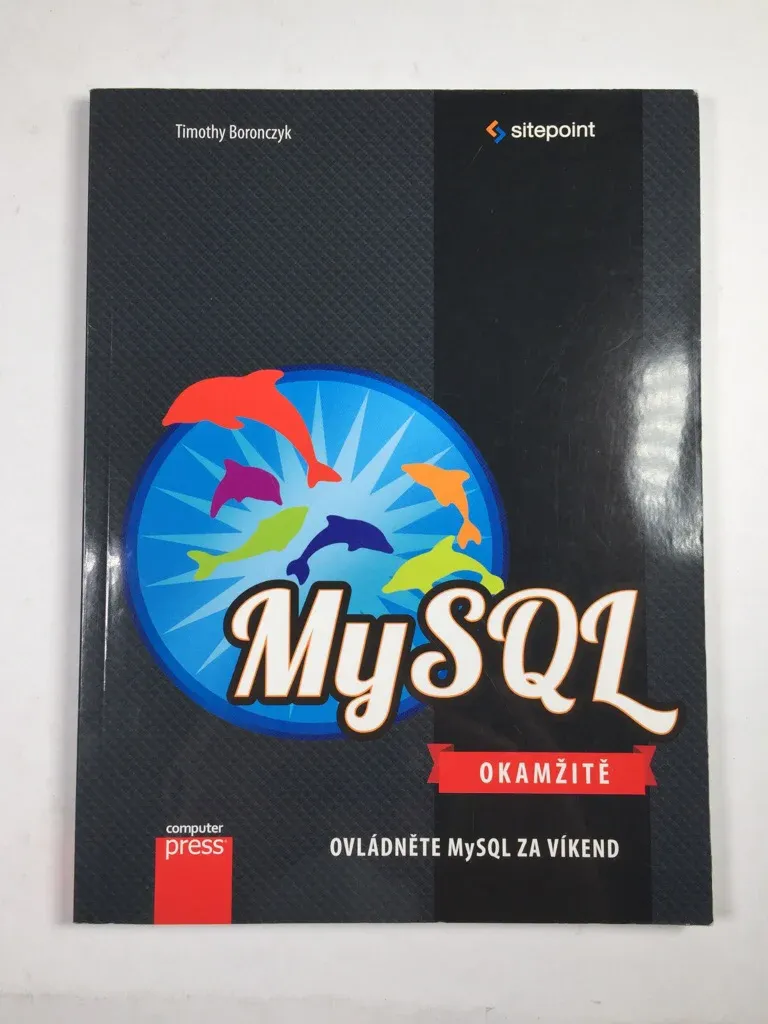 Timothy Boronczyk
sitepoint
MySQL
OKAMŽITĚ
OVLÁDNĚTE MySQL ZA VÍKEND
computer
press